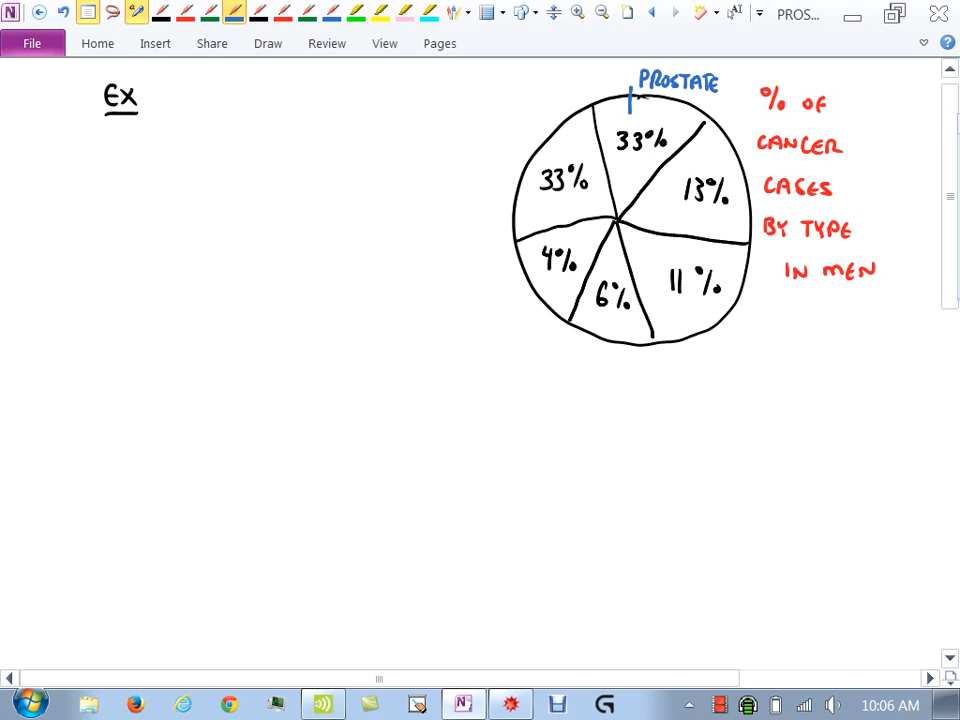 PROS...
File Home Insert Share Draw Review View Pages
Ex
PROSTATE
% OF
CANCER
CASES
BY TYPE
IN MEN
33%
33%
13%
4%
6%
11%
10:06 AM